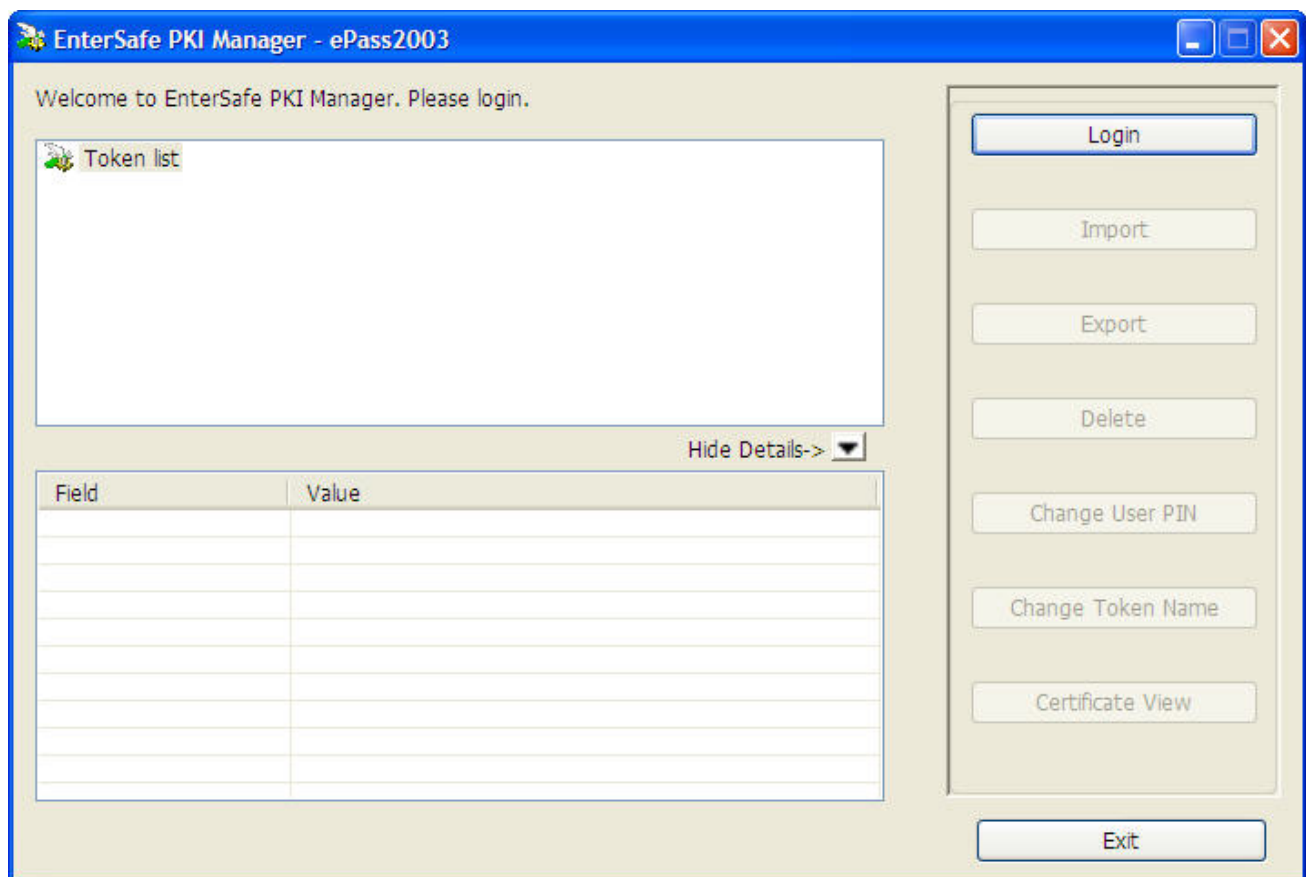 EnterSafe PKI Manager - ePass2003
Welcome to EnterSafe PKI Manager. Please login.
Token list
Hide Details->
Field Value
Login
Import
Export
Delete
Change User PIN
Change Token Name
Certificate View
Exit